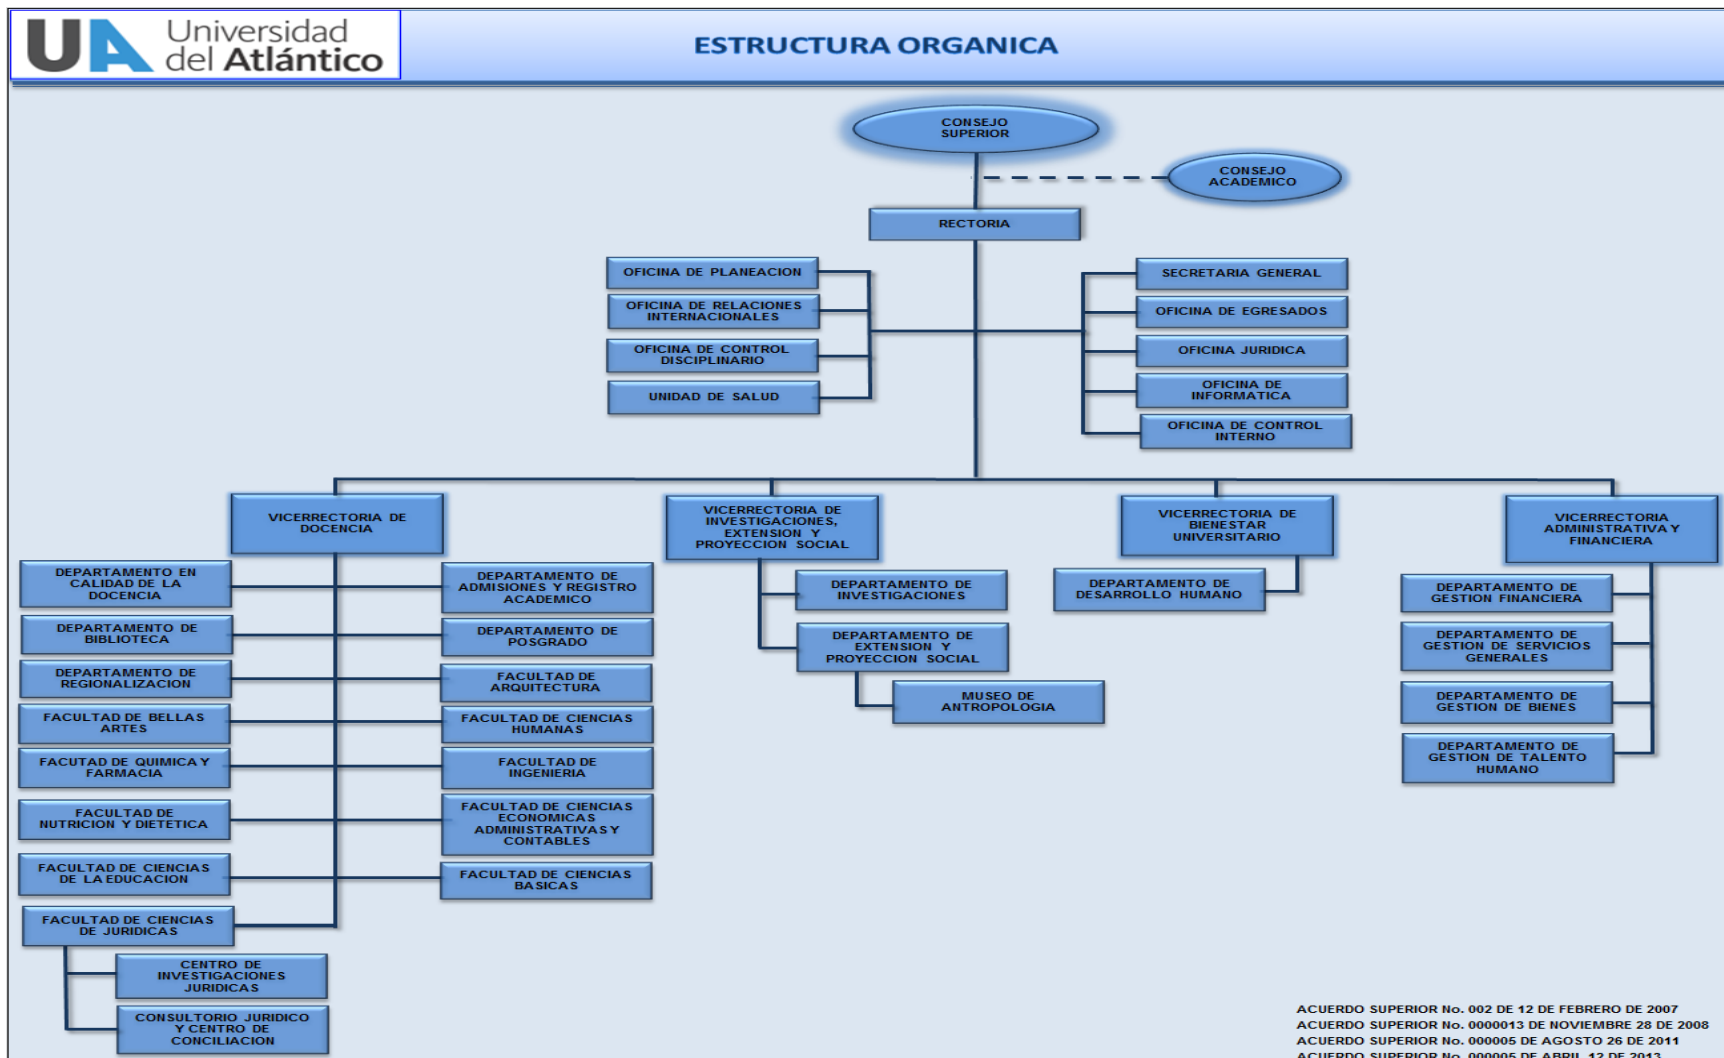 UA Universidad
del Atlántico
ESTRUCTURA ORGANICA
CONSEJO
SUPERIOR
CONSEJO
ACADEMICO
RECTORIA
OFICINA DE PLANEACION
OFICINA DE RELACIONES
INTERNACIONALES
OFICINA DE CONTROL
DISCIPLINARIO
UNIDAD DE SALUD
SECRETARIA GENERAL
OFICINA DE EGRESADOS
OFICINA JURIDICA
OFICINA DE
INFORMATICA
OFICINA DE CONTROL
INTERNO
VICERRECTORIA DE
DOCENCIA
VICERRECTORIA DE
INVESTIGACIONES,
EXTENSION Y
PROYECCION SOCIAL
VICERRECTORIA DE
BIENESTAR
UNIVERSITARIO
VICERRECTORIA
ADMINISTRATIVA Y
FINANCIERA
DEPARTAMENTO EN
CALIDAD DE LA
DOCENCIA
DEPARTAMENTO DE
BIBLIOTECA
DEPARTAMENTO DE
REGIONALIZACION
FACULTAD DE BELLAS
ARTES
FACUTAD DE QUIMICA Y
FARMACIA
FACULTAD DE
NUTRICION Y DIETETICA
FACULTAD DE CIENCIAS
DE LA EDUCACION
FACULTAD DE CIENCIAS
DE JURIDICAS
CENTRO DE
INVESTIGACIONES
JURIDICAS
CONSULTORIO JURIDICO
Y CENTRO DE
CONCILIACION
DEPARTAMENTO DE
ADMISIONES Y REGISTRO
ACADEMICO
DEPARTAMENTO DE
POSGRADO
FACULTAD DE
ARQUITECTURA
FACULTAD DE CIENCIAS
HUMANAS
FACULTAD DE
INGENIERIA
FACULTAD DE CIENCIAS
ECONOMICAS
ADMINISTRATIVAS Y
CONTABLES
FACULTAD DE CIENCIAS
BASICAS
DEPARTAMENTO DE
INVESTIGACIONES
DEPARTAMENTO DE
EXTENSION Y
PROYECCION SOCIAL
MUSEO DE
ANTROPOLOGIA
DEPARTAMENTO DE
DESARROLLO HUMANO
DEPARTAMENTO DE
GESTION FINANCIERA
DEPARTAMENTO DE
GESTION DE SERVICIOS
GENERALES
DEPARTAMENTO DE
GESTION DE BIENES
DEPARTAMENTO DE
GESTION DE TALENTO
HUMANO
ACUERDO SUPERIOR No. 002 DE 12 DE FEBRERO DE 2007
ACUERDO SUPERIOR No. 0000013 DE NOVIEMBRE 28 DE 2008
ACUERDO SUPERIOR No. 000005 DE AGOSTO 26 DE 2011
ACUERDO SUPERIOR No. 000005 DE ABRIL 12 DE 2013